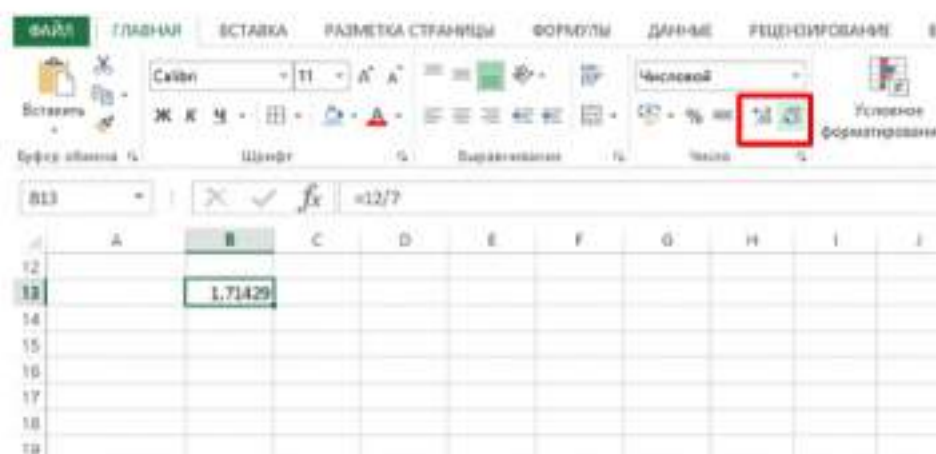 ФАЙЛ ГЛАВНАЯ ВСТАВКА РАЗМЕТКА СТРАНИЦЫ ФОРМУЛЫ ДАННЫЕ РЕЦЕНЗИРОВАНИЕ
Calibri 11 Числовой
Вставить Ж К Ч % Условное
форматирование
Буфер обмена Шрифт Выравнивание Число
B13 fx =12/7
A B C D E F G H I J
12
13 1.71429
14
15
16
17
18
19